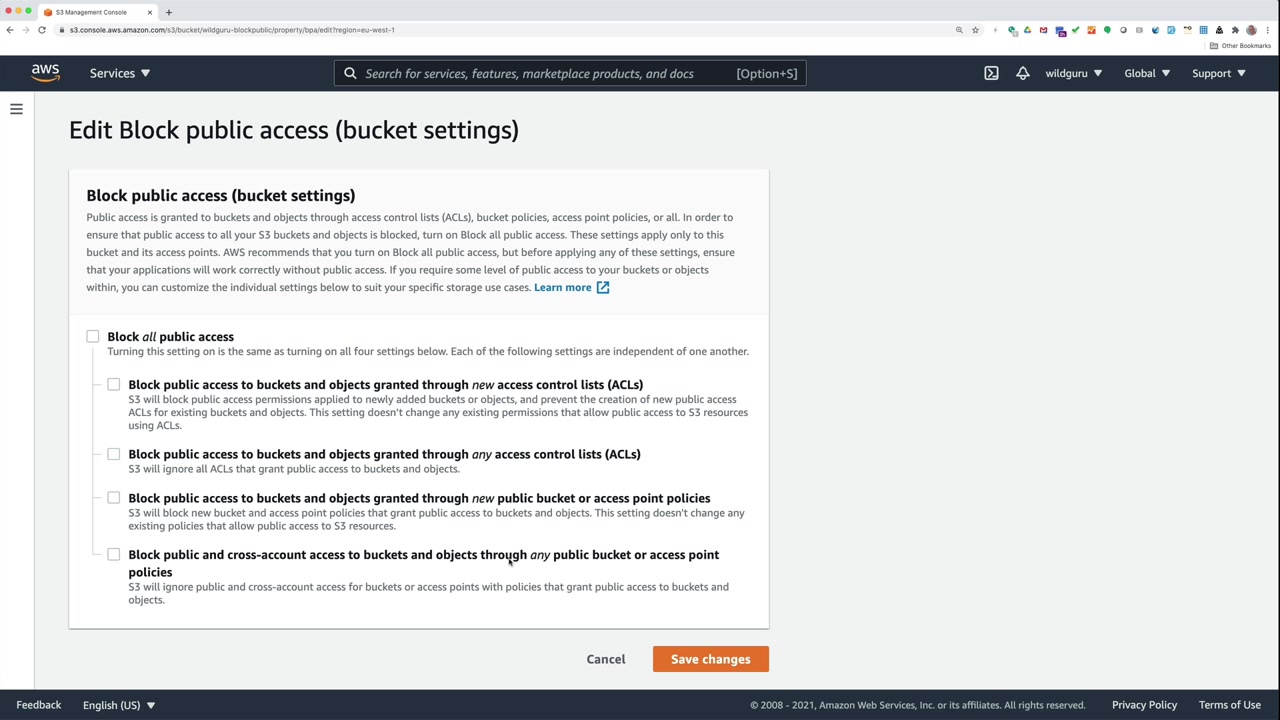 S3 Management Console
s3.console.aws.amazon.com/s3/bucket/wildguru-blockpublic/property/bpa/edit?region=eu-west-1
Other Bookmarks
aws
Services
Search for services, features, marketplace products, and docs [Option+S]
wildguru
Global
Support
Edit Block public access (bucket settings)
Block public access (bucket settings)
Public access is granted to buckets and objects through access control lists (ACLs), bucket policies, access point policies, or all. In order
to ensure that public access to all your S3 buckets and objects is blocked, turn on Block all public access. These settings apply only to this
bucket and its access points. AWS recommends that you turn on Block all public access, but before applying any of these settings, ensure
that your applications will work correctly without public access. If you require some level of public access to your buckets or objects
within, you can customize the individual settings below to suit your specific storage use cases. Learn more
Block all public access
Turning this setting on is the same as turning on all four settings below. Each of the following settings are independent of one another.
Block public access to buckets and objects granted through new access control lists (ACLs)
S3 will block public access permissions applied to newly added buckets or objects, and prevent the creation of new public access
ACLs for existing buckets and objects. This setting doesn't change any existing permissions that allow public access to S3 resources
using ACLs.
Block public access to buckets and objects granted through any access control lists (ACLs)
S3 will ignore all ACLs that grant public access to buckets and objects.
Block public access to buckets and objects granted through new public bucket or access point policies
S3 will block new bucket and access point policies that grant public access to buckets and objects. This setting doesn't change any
existing policies that allow public access to S3 resources.
Block public and cross-account access to buckets and objects through any public bucket or access point
policies
S3 will ignore public and cross-account access for buckets or access points with policies that grant public access to buckets and
objects.
Cancel
Save changes
Feedback
English (US)
© 2008 - 2021, Amazon Web Services, Inc. or its affiliates. All rights reserved.
Privacy Policy
Terms of Use